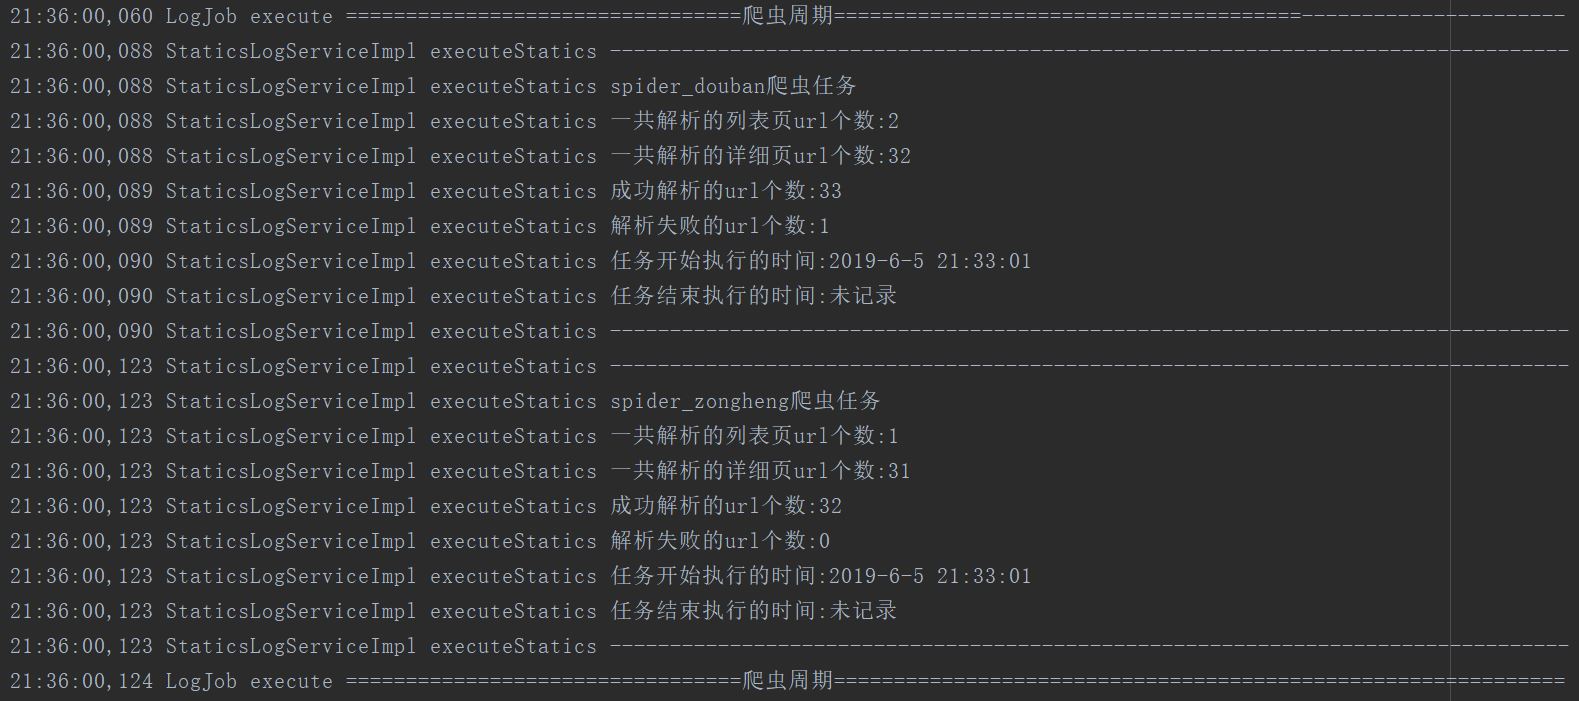 21:36:00,060 LogJob execute =================================爬虫周期=======================================----------------------
21:36:00,088 StaticsLogServiceImpl executeStatics --------------------------------------------------------------------------------
21:36:00,088 StaticsLogServiceImpl executeStatics spider_douban爬虫任务
21:36:00,088 StaticsLogServiceImpl executeStatics 一共解析的列表页url个数:2
21:36:00,088 StaticsLogServiceImpl executeStatics 一共解析的详细页url个数:32
21:36:00,089 StaticsLogServiceImpl executeStatics 成功解析的url个数:33
21:36:00,089 StaticsLogServiceImpl executeStatics 解析失败的url个数:1
21:36:00,090 StaticsLogServiceImpl executeStatics 任务开始执行的时间:2019-6-5 21:33:01
21:36:00,090 StaticsLogServiceImpl executeStatics 任务结束执行的时间:未记录
21:36:00,090 StaticsLogServiceImpl executeStatics --------------------------------------------------------------------------------
21:36:00,123 StaticsLogServiceImpl executeStatics --------------------------------------------------------------------------------
21:36:00,123 StaticsLogServiceImpl executeStatics spider_zongheng爬虫任务
21:36:00,123 StaticsLogServiceImpl executeStatics 一共解析的列表页url个数:1
21:36:00,123 StaticsLogServiceImpl executeStatics 一共解析的详细页url个数:31
21:36:00,123 StaticsLogServiceImpl executeStatics 成功解析的url个数:32
21:36:00,123 StaticsLogServiceImpl executeStatics 解析失败的url个数:0
21:36:00,123 StaticsLogServiceImpl executeStatics 任务开始执行的时间:2019-6-5 21:33:01
21:36:00,123 StaticsLogServiceImpl executeStatics 任务结束执行的时间:未记录
21:36:00,123 StaticsLogServiceImpl executeStatics --------------------------------------------------------------------------------
21:36:00,124 LogJob execute =================================爬虫周期=============================================================